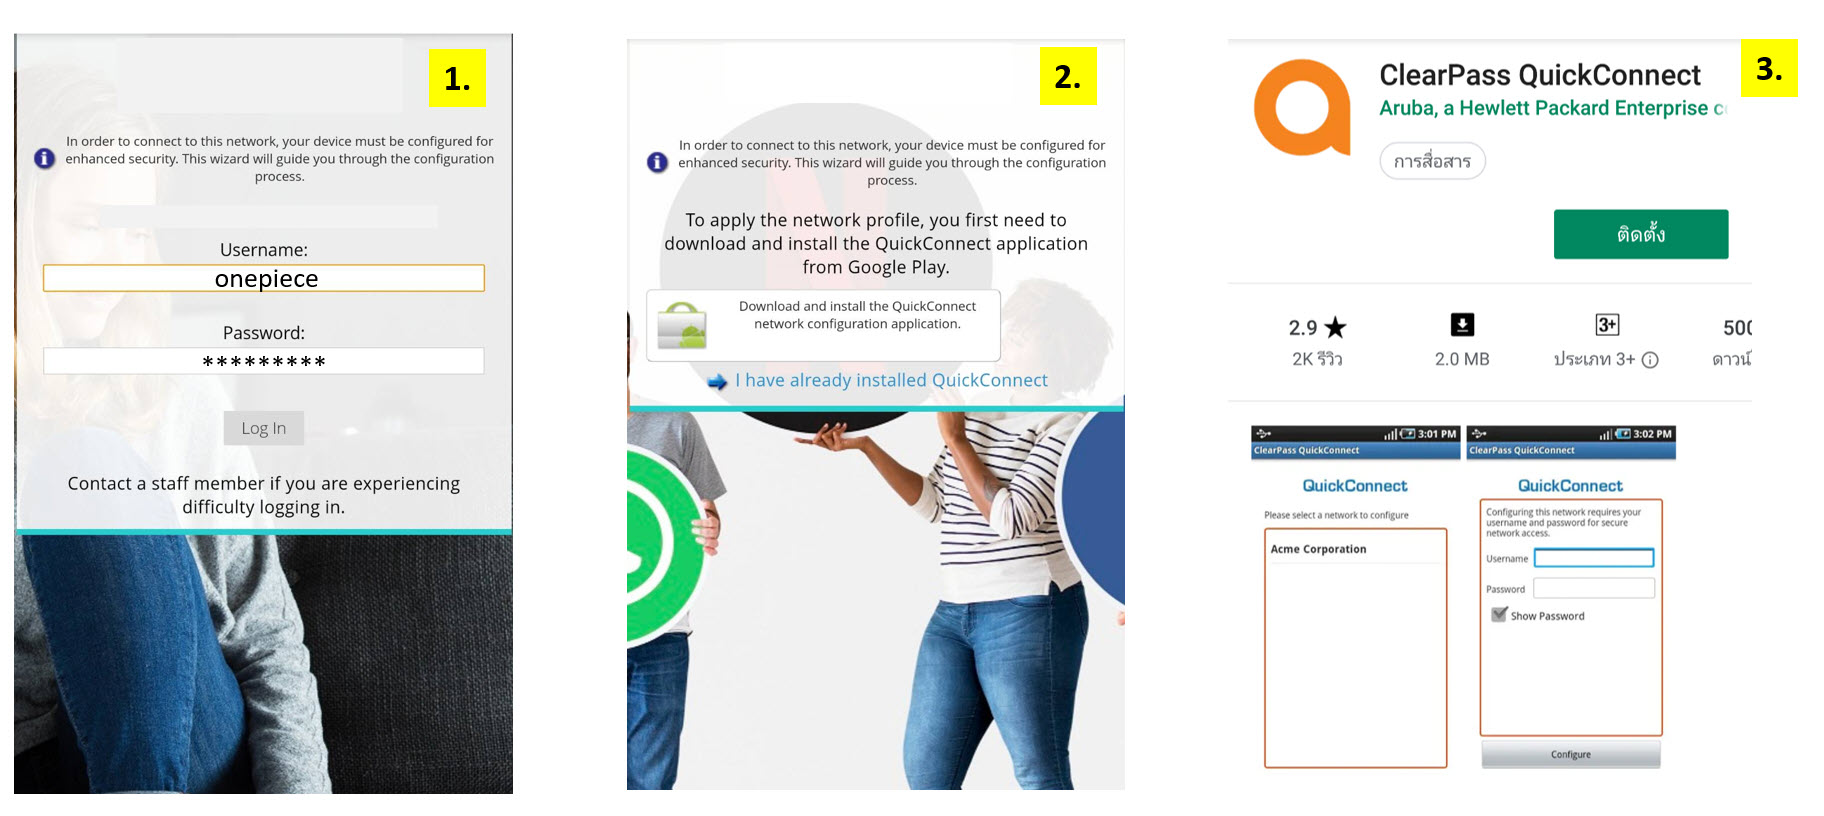 1.
In order to connect to this network, your device must be configured for
enhanced security. This wizard will guide you through the configuration
process.
Username:
onepiece
Password:
*********
Log In
Contact a staff member if you are experiencing
difficulty logging in.
2.
In order to connect to this network, your device must be configured for
enhanced security. This wizard will guide you through the configuration
process.
To apply the network profile, you first need to
download and install the QuickConnect application
from Google Play.
Download and install the QuickConnect
network configuration application.
I have already installed QuickConnect
3.
ClearPass QuickConnect
Aruba, a Hewlett Packard Enterprise c
การสื่อสาร
ติดตั้ง
2.9 ★
2K รีวิว
2.0 MB
3+
ประเภท 3+
500
ดาวน์
3:01 PM
ClearPass QuickConnect
QuickConnect
Please select a network to configure
Acme Corporation
3:02 PM
ClearPass QuickConnect
QuickConnect
Configuring this network requires your
username and password for secure
network access.
Username
Password
Show Password
Configure